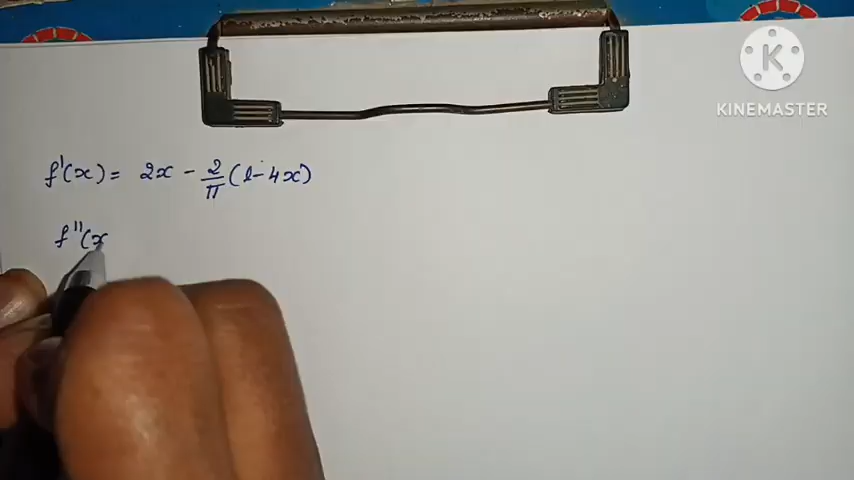 KINEMASTER
f'(x) = 2x - 2/π (l-4x)
f''(x